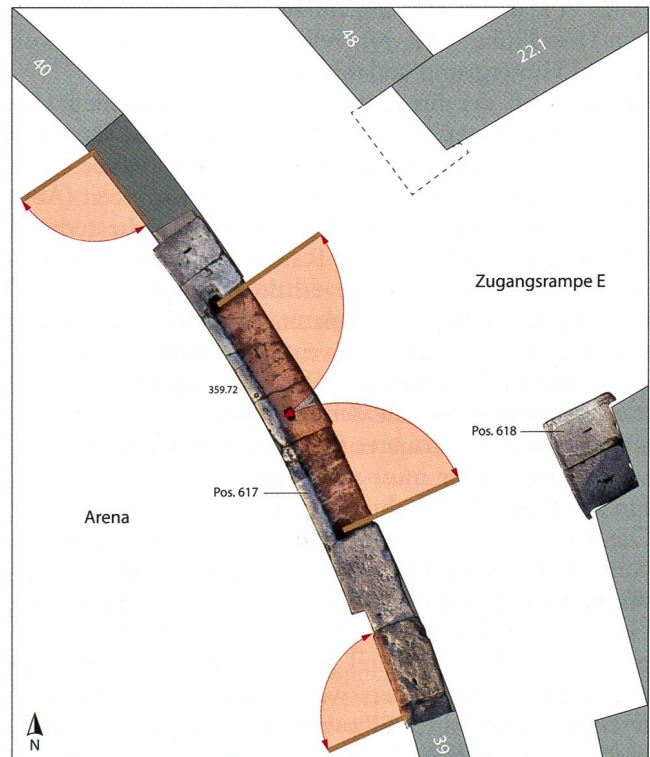 40
48
22.1
Zugangsrampe E
359.72
Pos. 618
Pos. 617
Arena
N
39